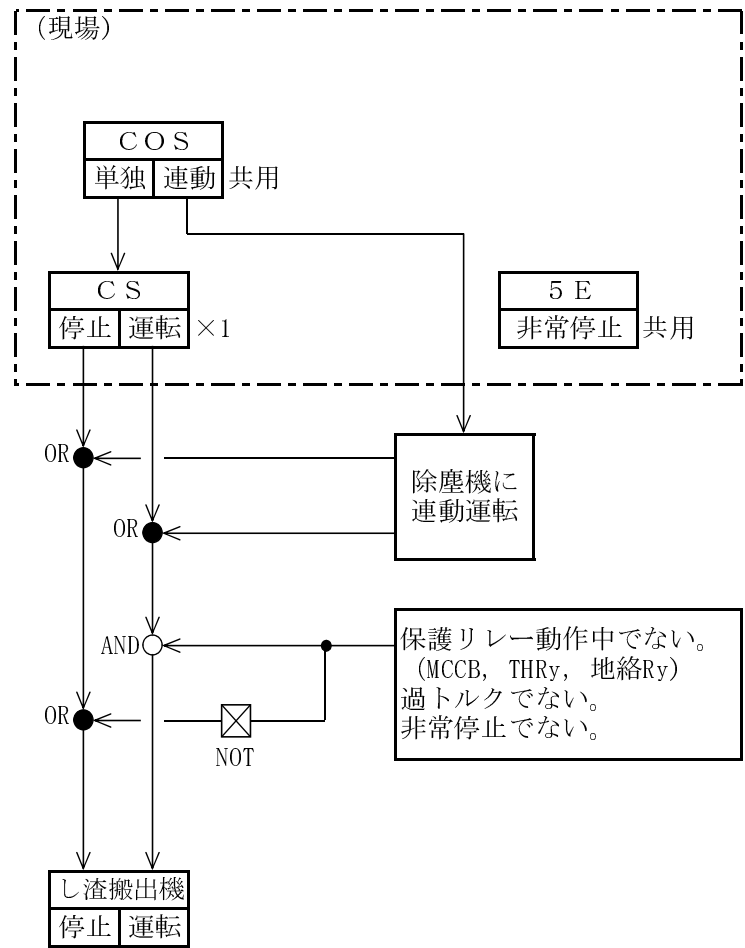 （現場）
ＣＯＳ
単独 連動 共用
ＣＳ
停止 運転 ×1
５Ｅ
非常停止 共用
OR
除塵機に
連動運転
OR
保護リレー動作中でない。
（MCCB, THRy, 地絡Ry）
過トルクでない。
非常停止でない。
AND
OR
NOT
し渣搬出機
停止 運転